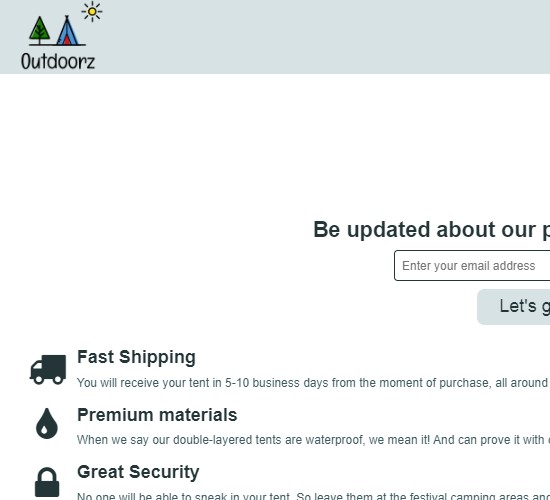 Outdoorz
Be updated about our
Enter your email address
Let's
Fast Shipping
You will receive your tent in 5-10 business days from the moment of purchase, all around
Premium materials
When we say our double-layered tents are waterproof, we mean it! And can prove it with
Great Security
No one will be able to sneak in your tent. So leave them at the festival camping areas and